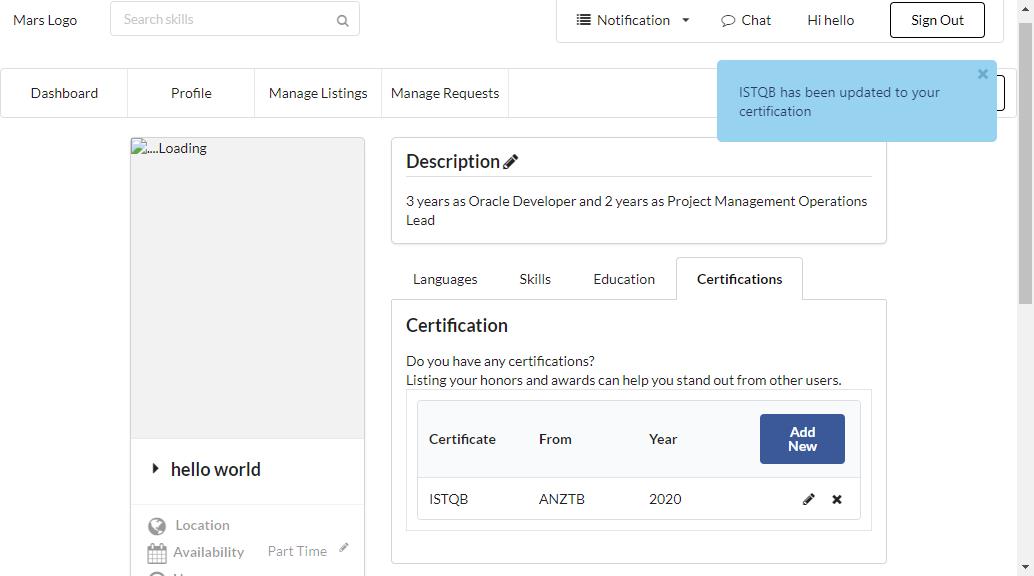 Mars Logo
Search skills
Notification
Chat
Hi hello
Sign Out
Dashboard
Profile
Manage Listings
Manage Requests
ISTQB has been updated to your
certification
....Loading
Description
3 years as Oracle Developer and 2 years as Project Management Operations
Lead
Languages
Skills
Education
Certifications
Certification
Do you have any certifications?
Listing your honors and awards can help you stand out from other users.
Certificate
From
Year
Add
New
ISTQB
ANZTB
2020
hello world
Location
Availability
Part Time